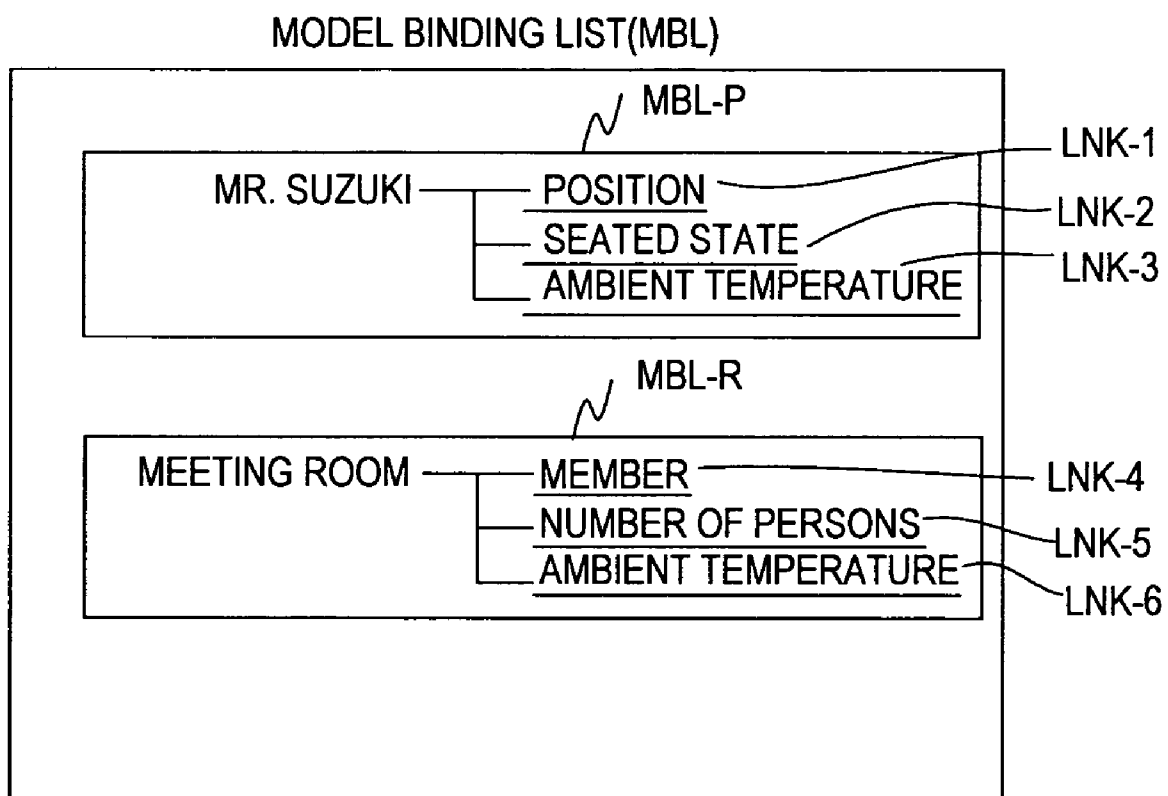 MODEL BINDING LIST(MBL)
MBL-P
LNK-1
MR. SUZUKI POSITION
LNK-2
SEATED STATE
LNK-3
AMBIENT TEMPERATURE
MBL-R
MEETING ROOM MEMBER
LNK-4
NUMBER OF PERSONS
LNK-5
AMBIENT TEMPERATURE
LNK-6